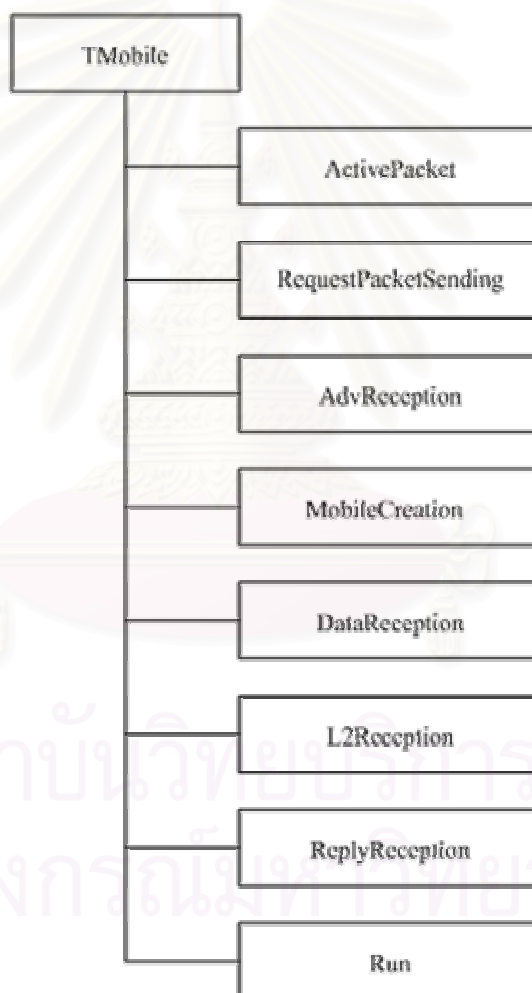 TMobile
ActivePacket
RequestPacketSending
AdvReception
MobileCreation
DataReception
L2Reception
ReplyReception
Run